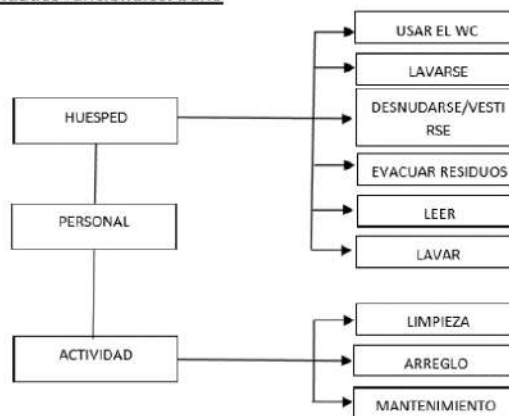 USAR EL WC
LAVARSE
HUESPED
DESNUDARSE/VESTI
RSE
EVACUAR RESIDUOS
PERSONAL
LEER
LAVAR
LIMPIEZA
ACTIVIDAD
ARREGLO
MANTENIMIENTO